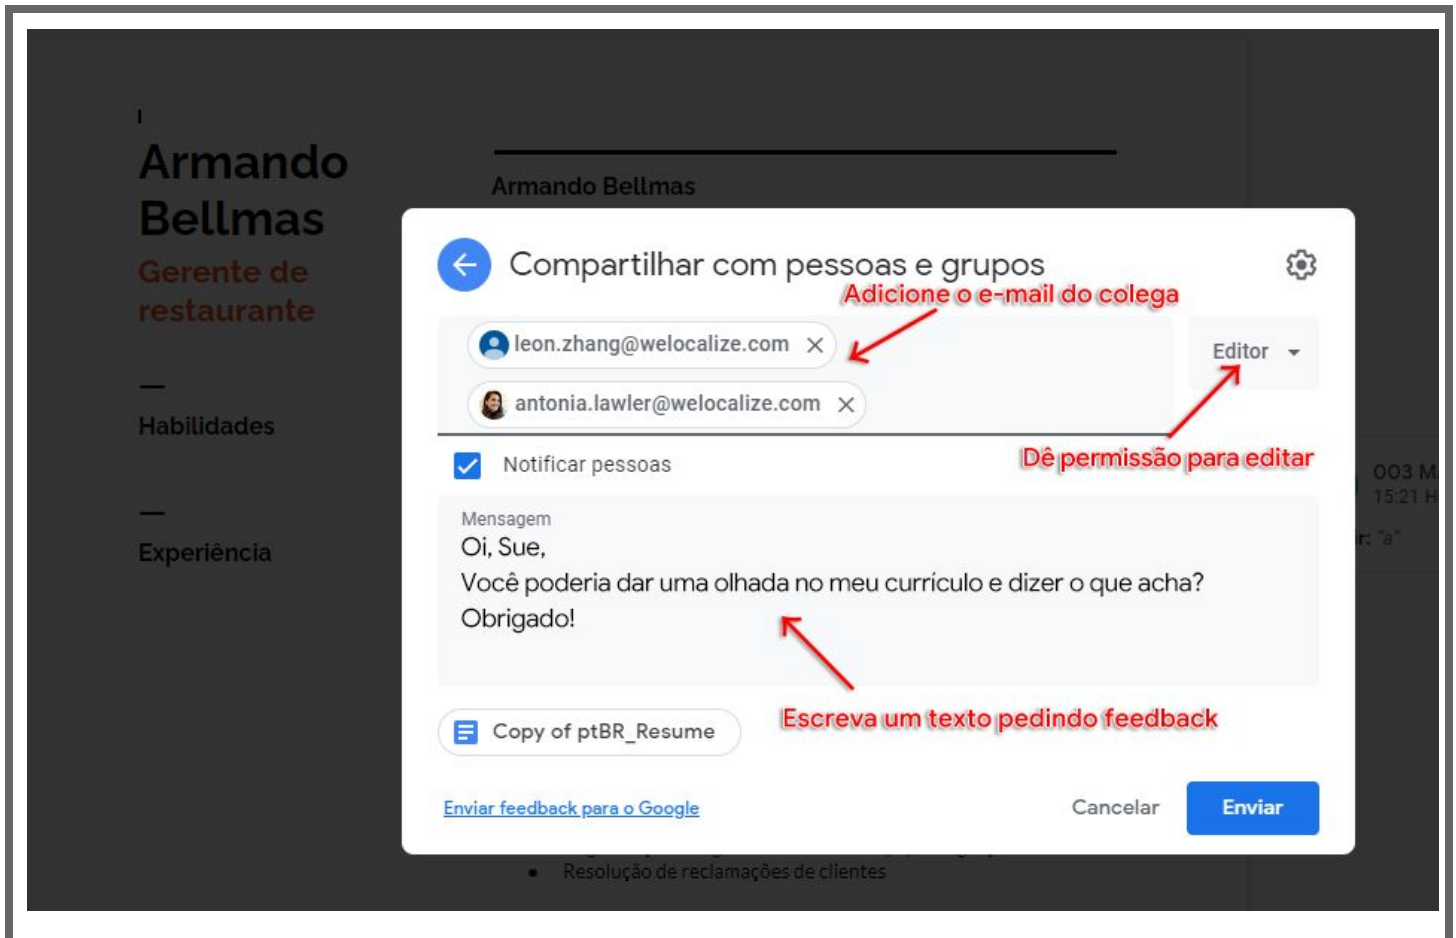 Armando
Bellmas
Gerente de
restaurante
Habilidades
Experiência
Armando Bellmas
Compartilhar com pessoas e grupos
Adicione o e-mail do colega
leon.zhang@welocalize.com
Editor
antonia.lawler@welocalize.com
Dê permissão para editar
Notificar pessoas
Mensagem
Oi, Sue,
Você poderia dar uma olhada no meu currículo e dizer o que acha?
Obrigado!
Escreva um texto pedindo feedback
Copy of ptBR_Resume
Enviar feedback para o Google
Cancelar
Enviar
Resolução de reclamações de clientes
003 M
15:21 H
r: "a"